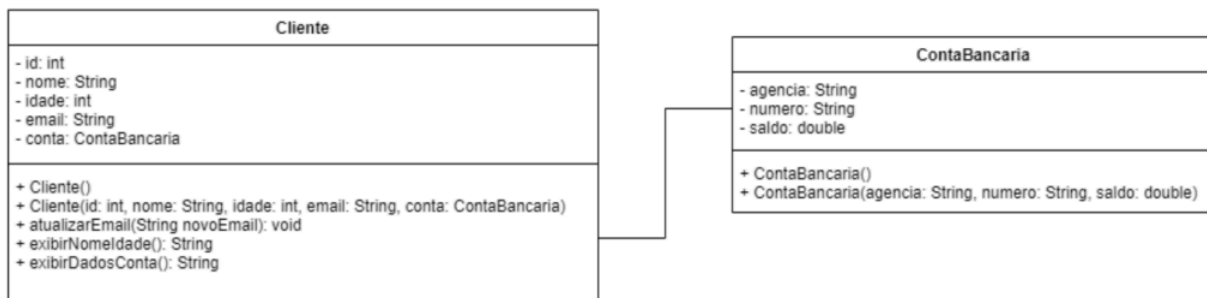 Cliente
- id: int
- nome: String
- idade: int
- email: String
- conta: ContaBancaria
+ Cliente()
+ Cliente(id: int, nome: String, idade: int, email: String, conta: ContaBancaria)
+ atualizarEmail(String novoEmail): void
+ exibirNomeIdade(): String
+ exibirDadosConta(): String
ContaBancaria
- agencia: String
- numero: String
- saldo: double
+ ContaBancaria()
+ ContaBancaria(agencia: String, numero: String, saldo: double)